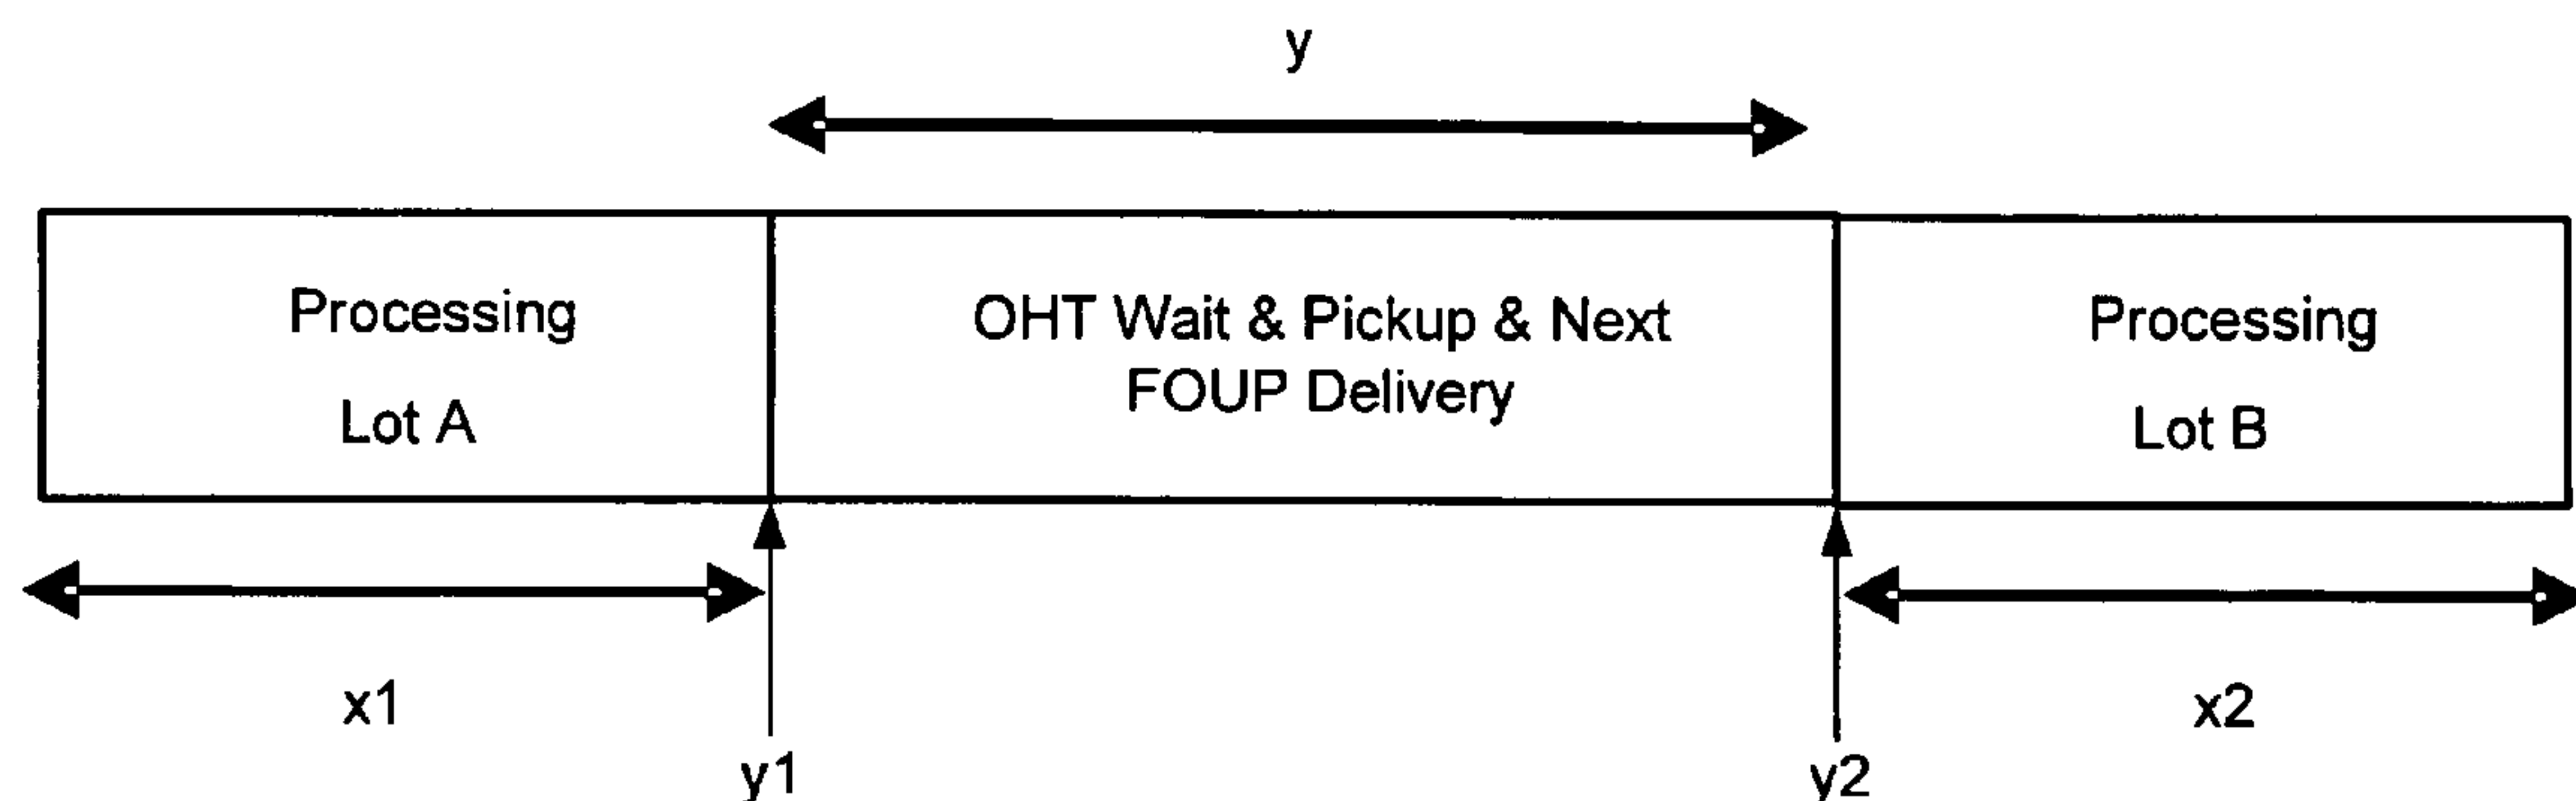 y
Processing
Lot A
OHT Wait & Pickup & Next
FOUP Delivery
Processing
Lot B
x1
y1
y2
x2